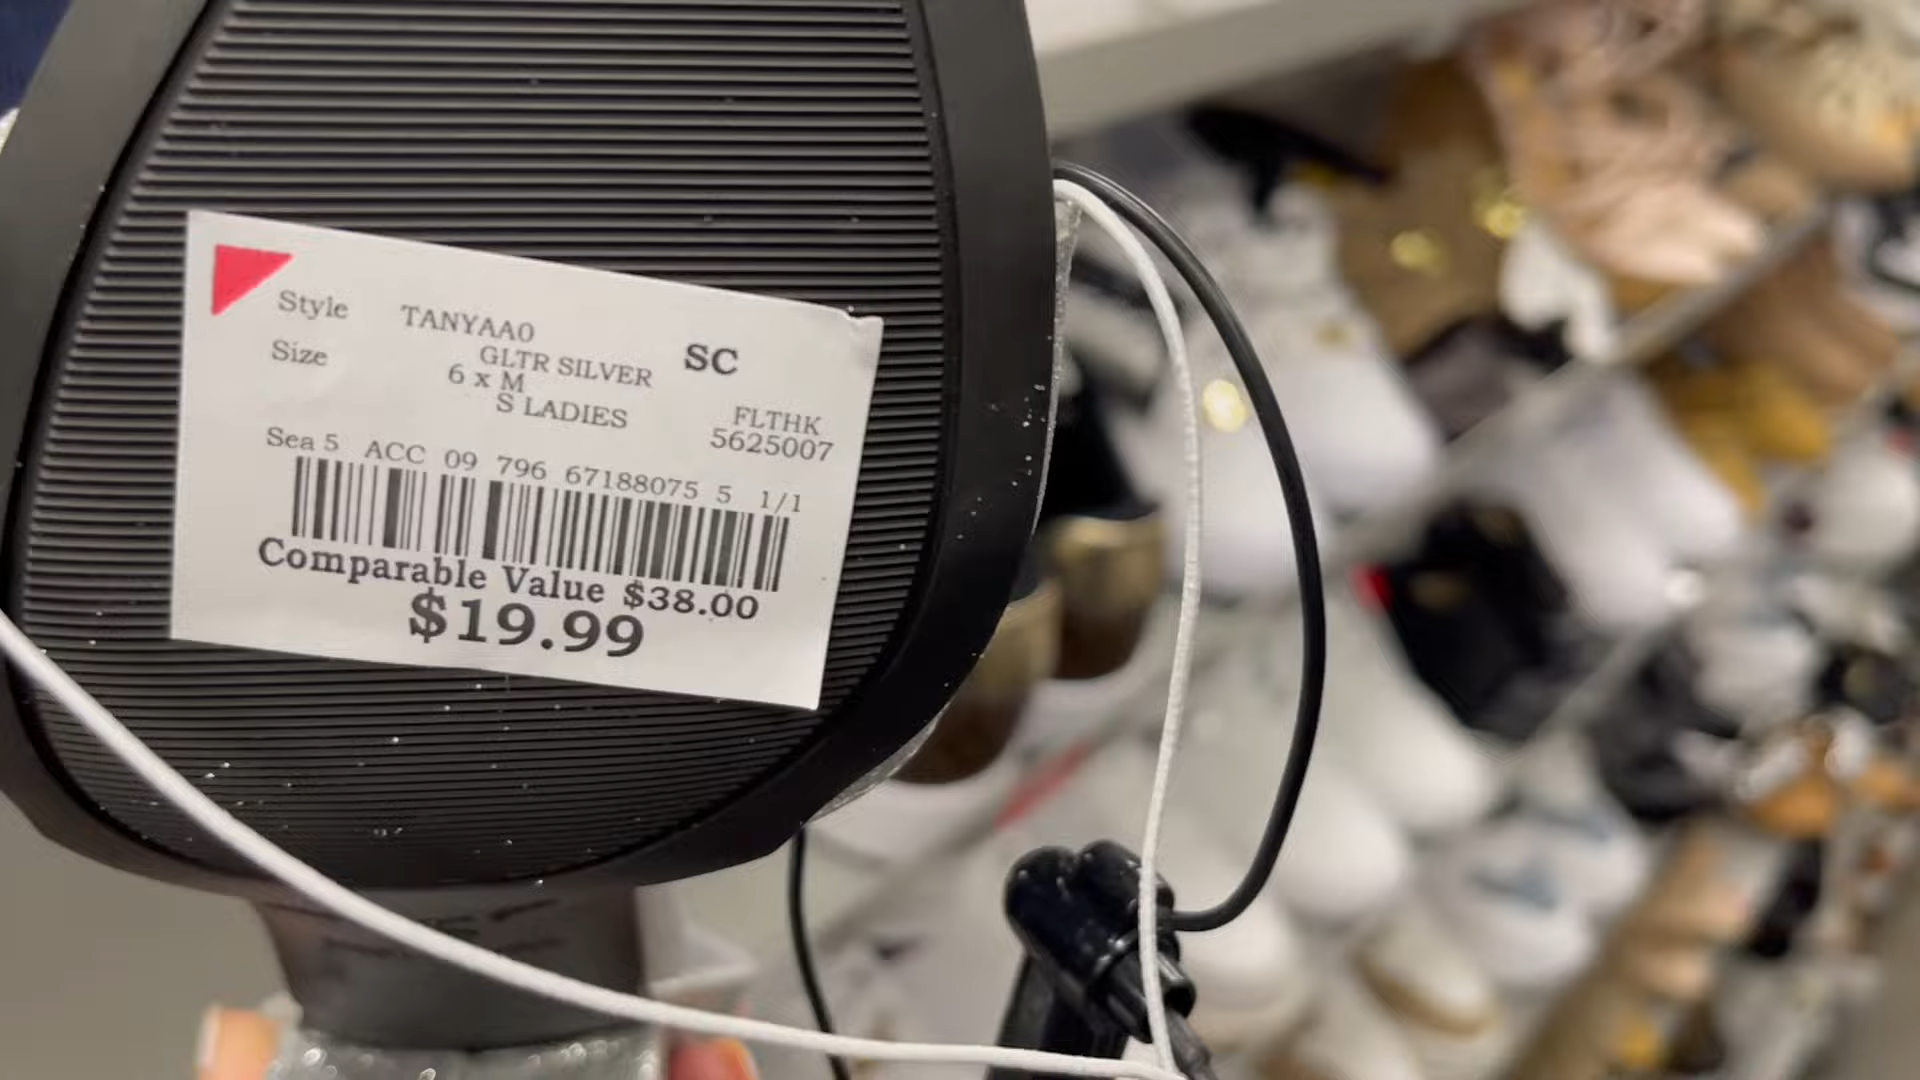 Style TANYAA0 SC
GLTR SILVER
Size 6 x M
S LADIES FLTHK
5625007
Sea 5 ACC 09 796 67188075 5 1/1
Comparable Value $38.00
$19.99